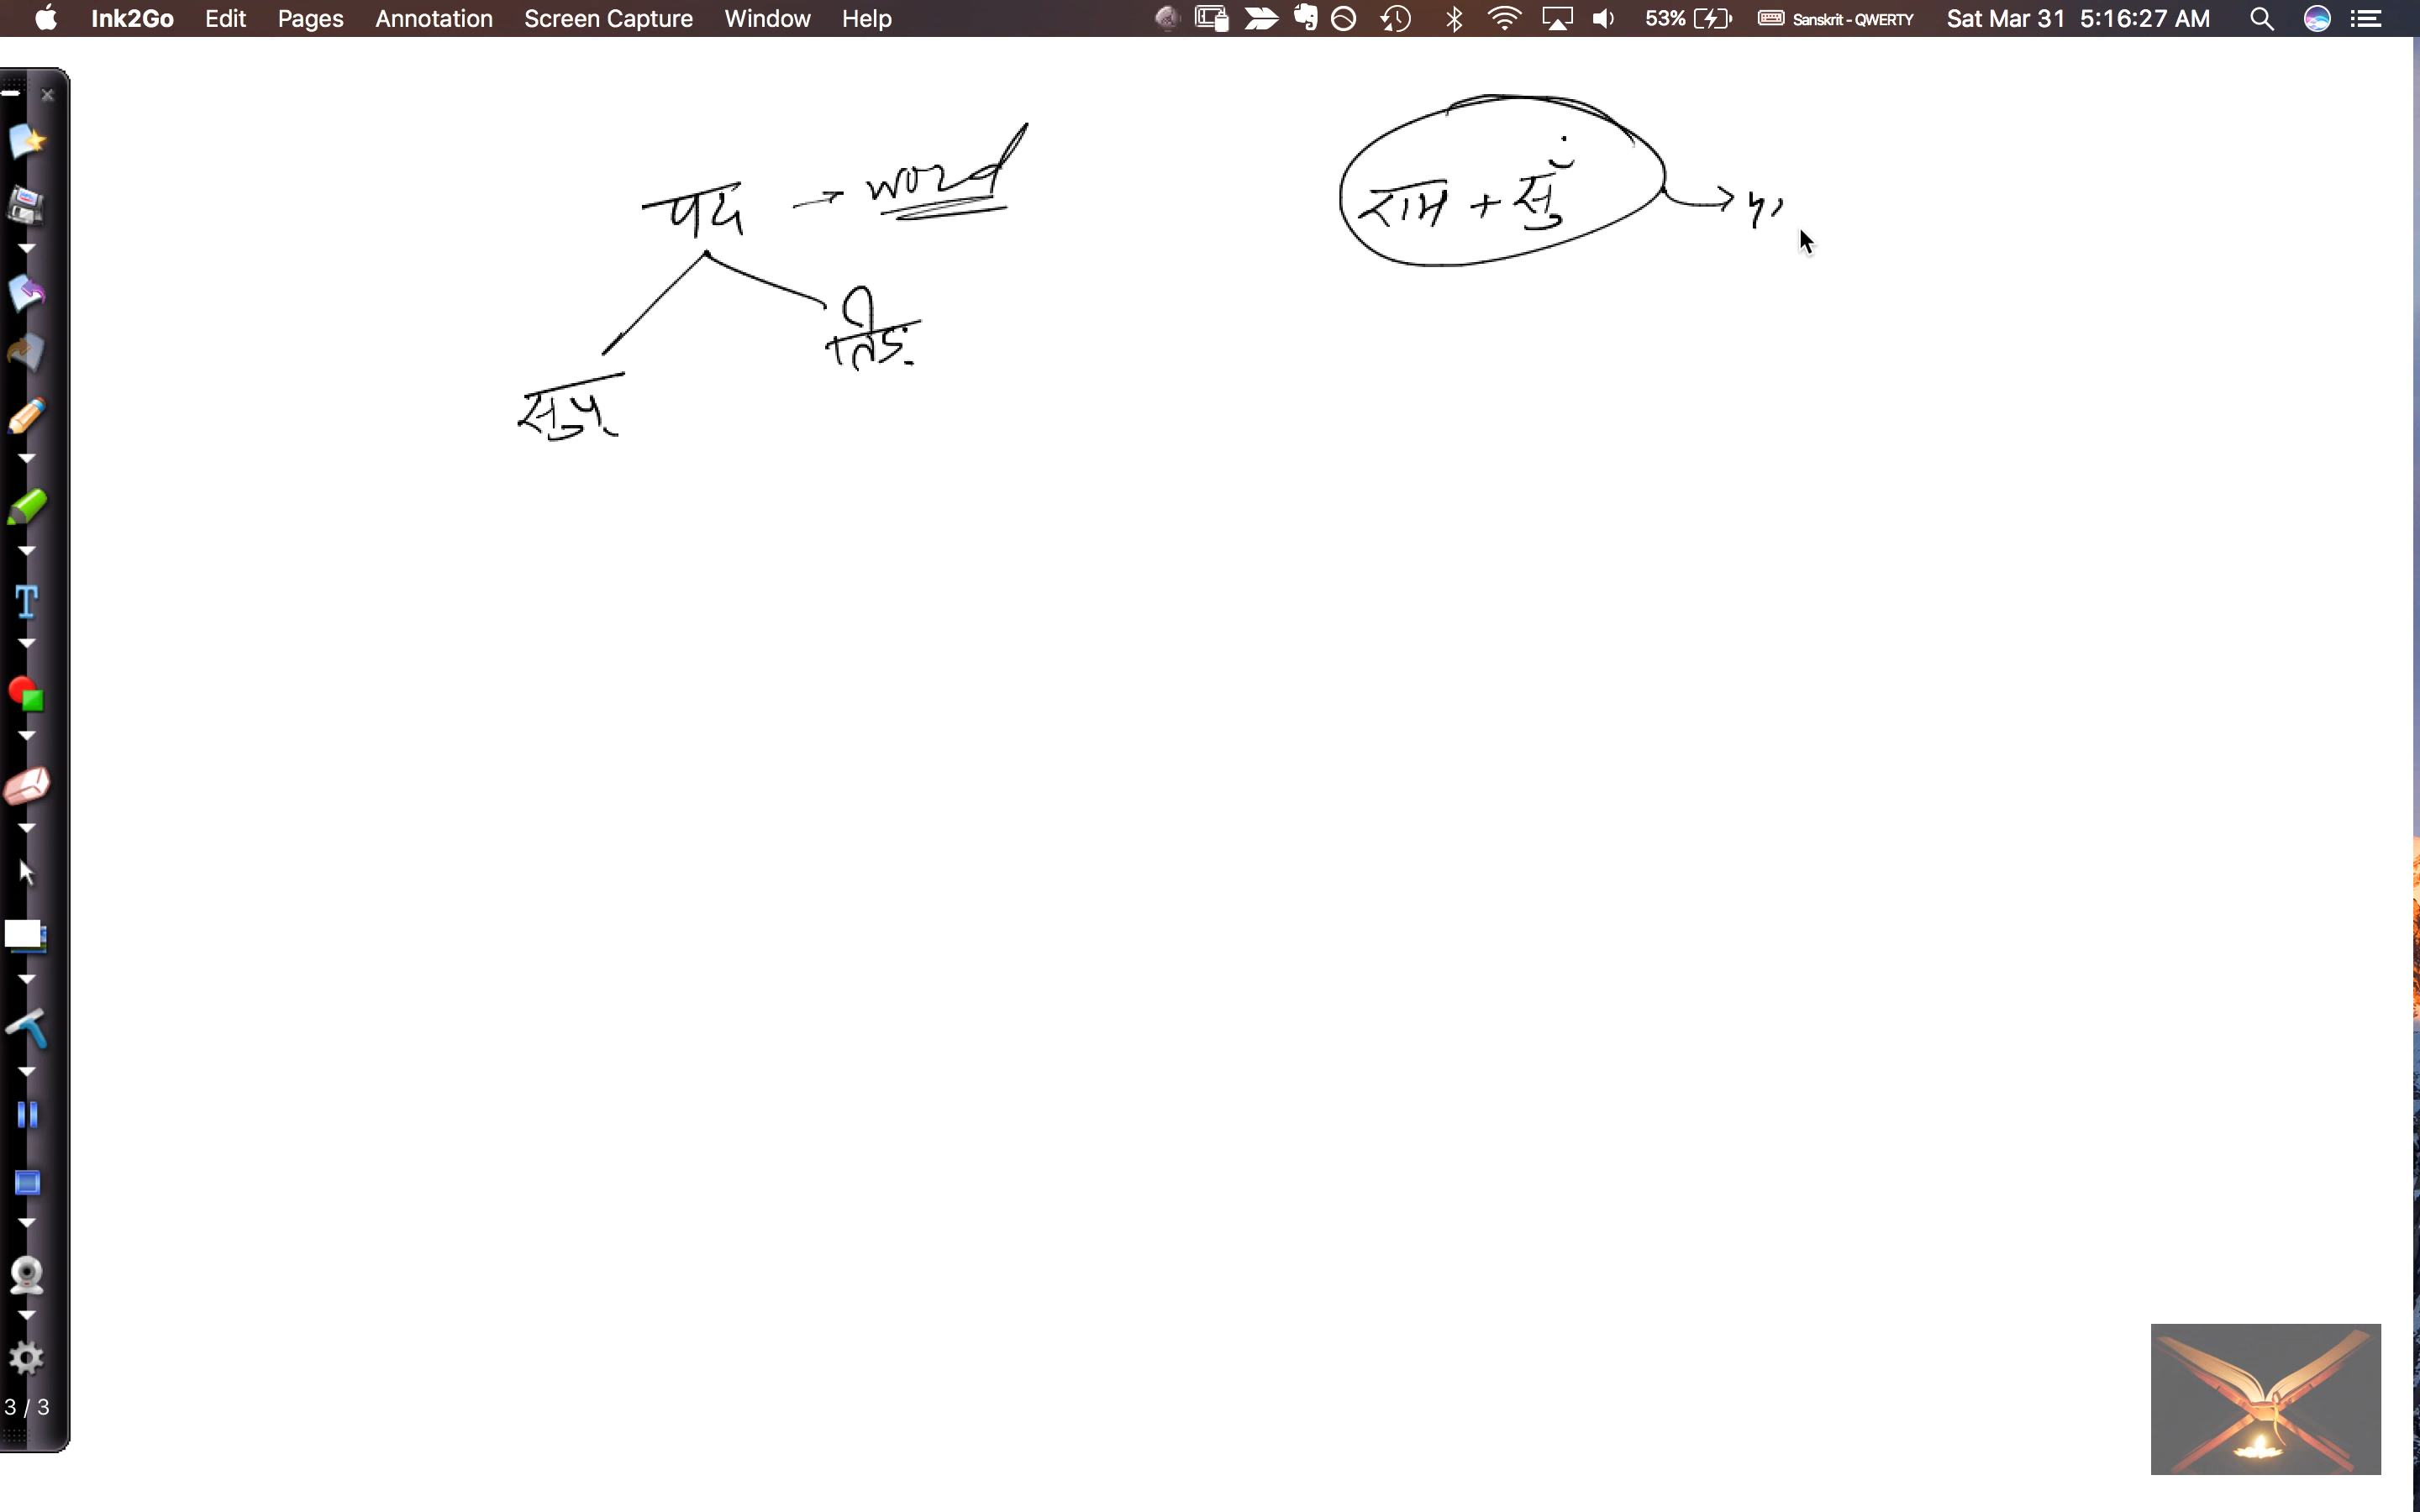 Ink2Go Edit Pages Annotation Screen Capture Window Help 53% Sanskrit - QWERTY Sat Mar 31 5:16:27 AM
पद → word
सुप्
तिङ्
राम + सुँ →
T
3 / 3